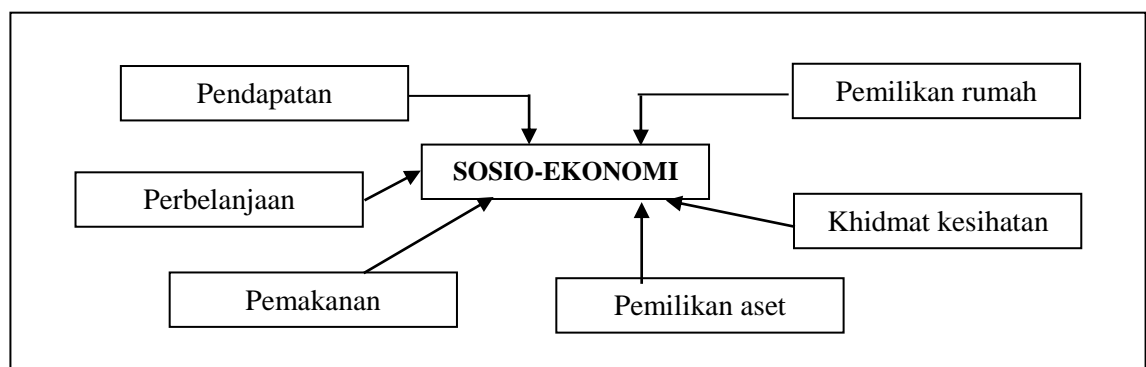 Pendapatan
Pemilikan rumah
SOSIO-EKONOMI
Perbelanjaan
Khidmat kesihatan
Pemakanan
Pemilikan aset